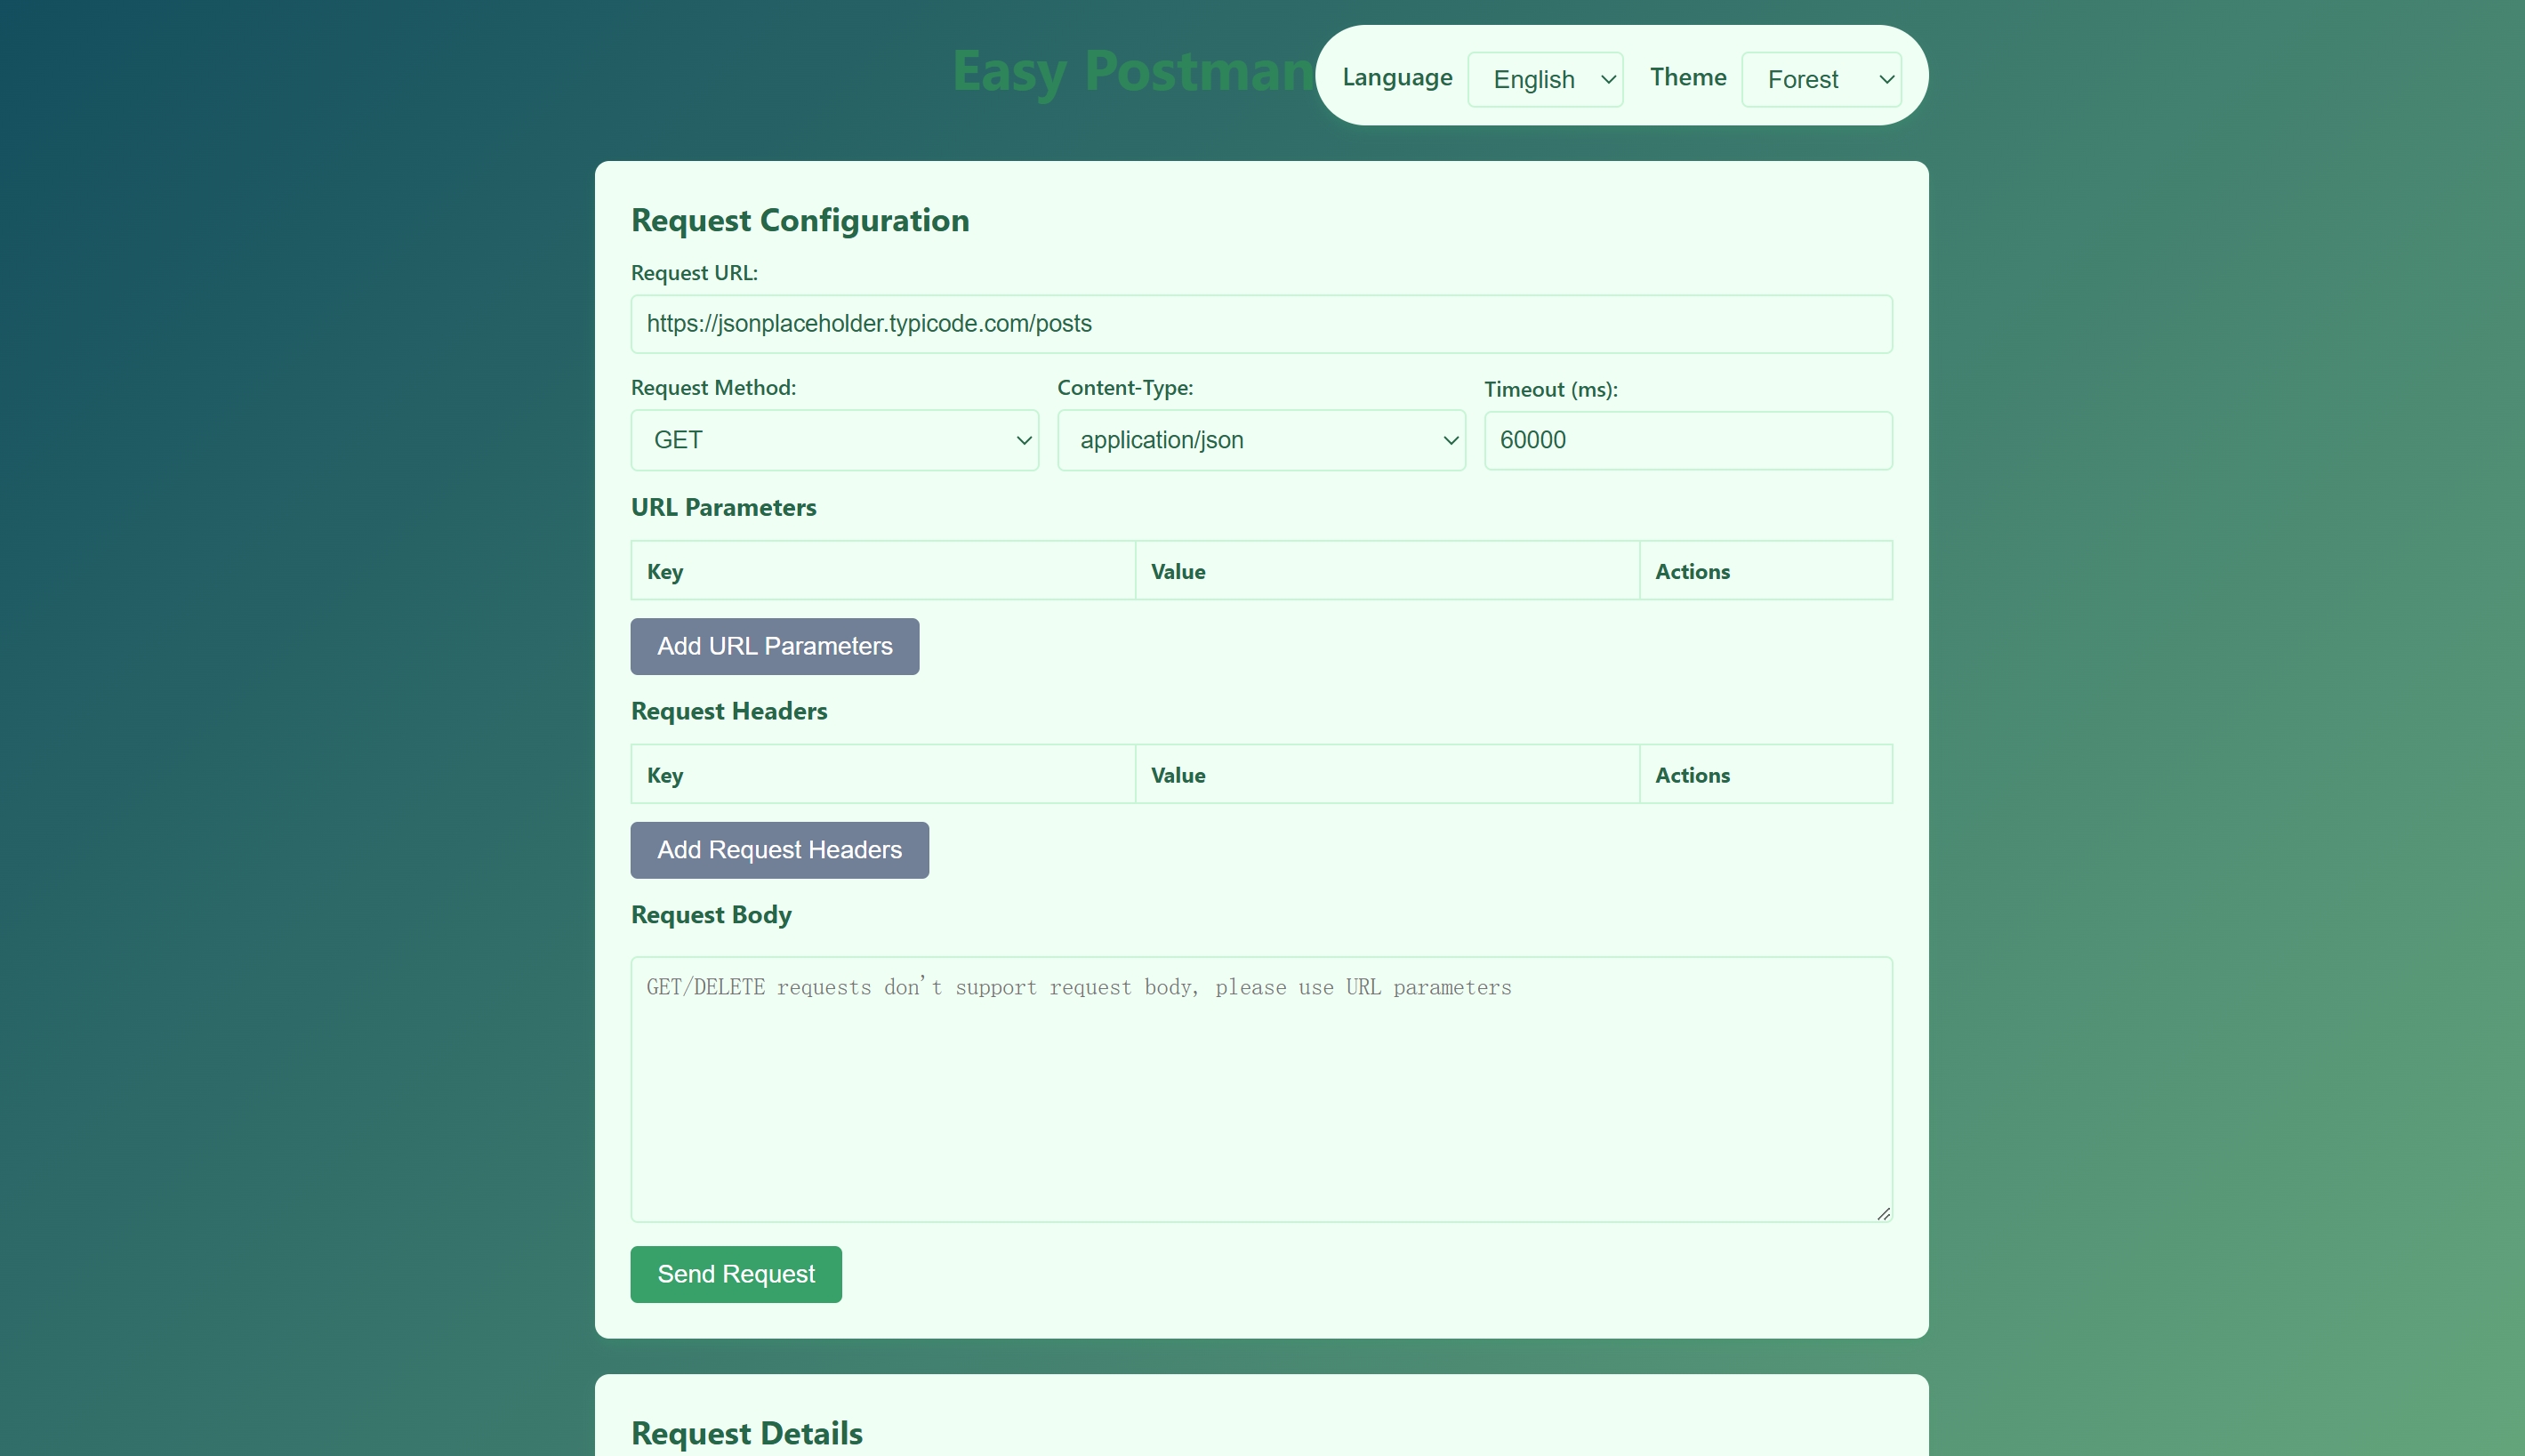 Easy Postman
Language English Theme Forest
Request Configuration
Request URL:
https://jsonplaceholder.typicode.com/posts
Request Method: Content-Type: Timeout (ms):
GET application/json 60000
URL Parameters
Key Value Actions
Add URL Parameters
Request Headers
Key Value Actions
Add Request Headers
Request Body
GET/DELETE requests don't support request body, please use URL parameters
Send Request
Request Details